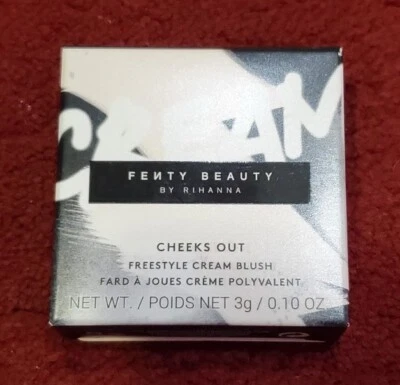 CREAM
FENTY BEAUTY
BY RIHANNA
CHEEKS OUT
FREESTYLE CREAM BLUSH
FARD À JOUES CRÈME POLYVALENT
NET WT. / POIDS NET 3g / 0.10 OZ